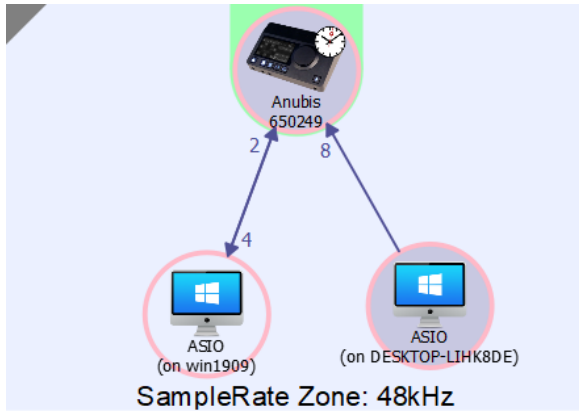 Anubis
650249
2
8
4
ASIO
(on win1909)
ASIO
(on DESKTOP-LIHK8DE)
SampleRate Zone: 48kHz